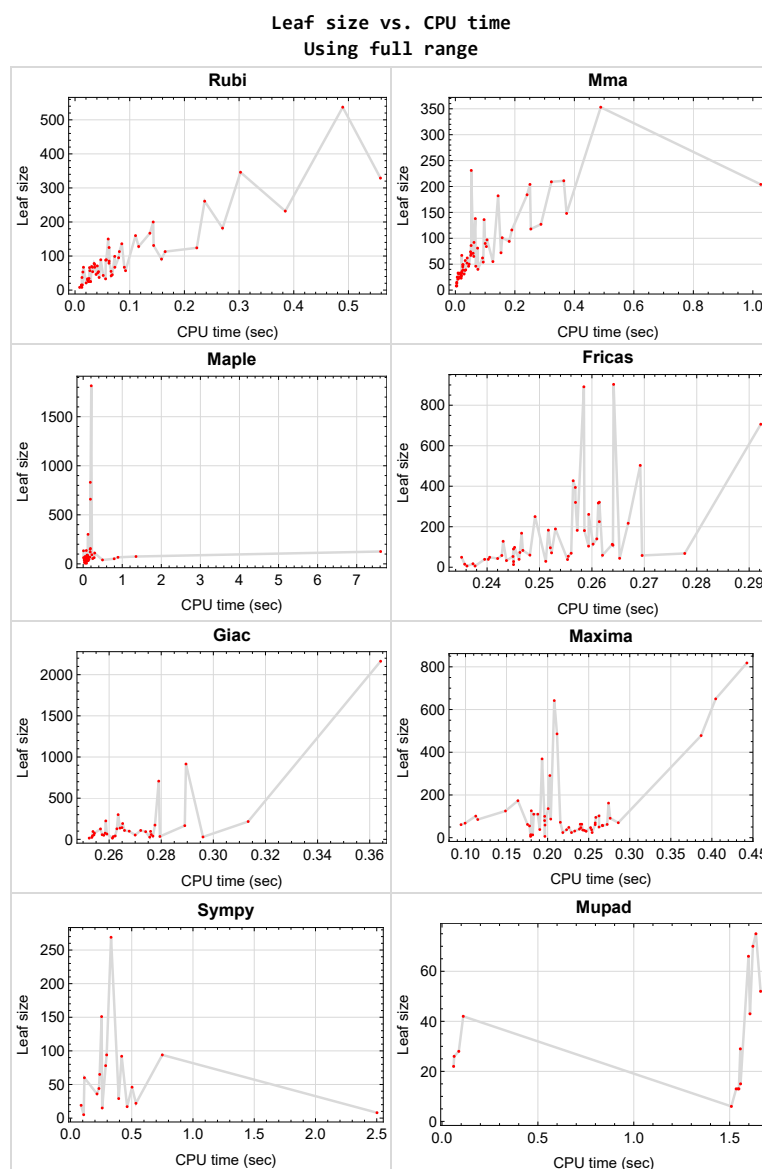 Leaf size vs. CPU time
Using full range
Rubi
Leaf size
500
400
300
200
100
0
0.0 0.1 0.2 0.3 0.4 0.5
CPU time (sec)
Mma
Leaf size
350
300
250
200
150
100
50
0
0.0 0.2 0.4 0.6 0.8 1.0
CPU time (sec)
Maple
Leaf size
1500
1000
500
0
0 1 2 3 4 5 6 7
CPU time (sec)
Fricas
Leaf size
800
600
400
200
0
0.24 0.25 0.26 0.27 0.28 0.29
CPU time (sec)
Giac
Leaf size
2000
1500
1000
500
0
0.26 0.28 0.30 0.32 0.34 0.36
CPU time (sec)
Maxima
Leaf size
800
600
400
200
0
0.10 0.15 0.20 0.25 0.30 0.35 0.40 0.45
CPU time (sec)
Sympy
Leaf size
250
200
150
100
50
0
0.0 0.5 1.0 1.5 2.0 2.5
CPU time (sec)
Mupad
Leaf size
60
40
20
0
0.0 0.5 1.0 1.5
CPU time (sec)